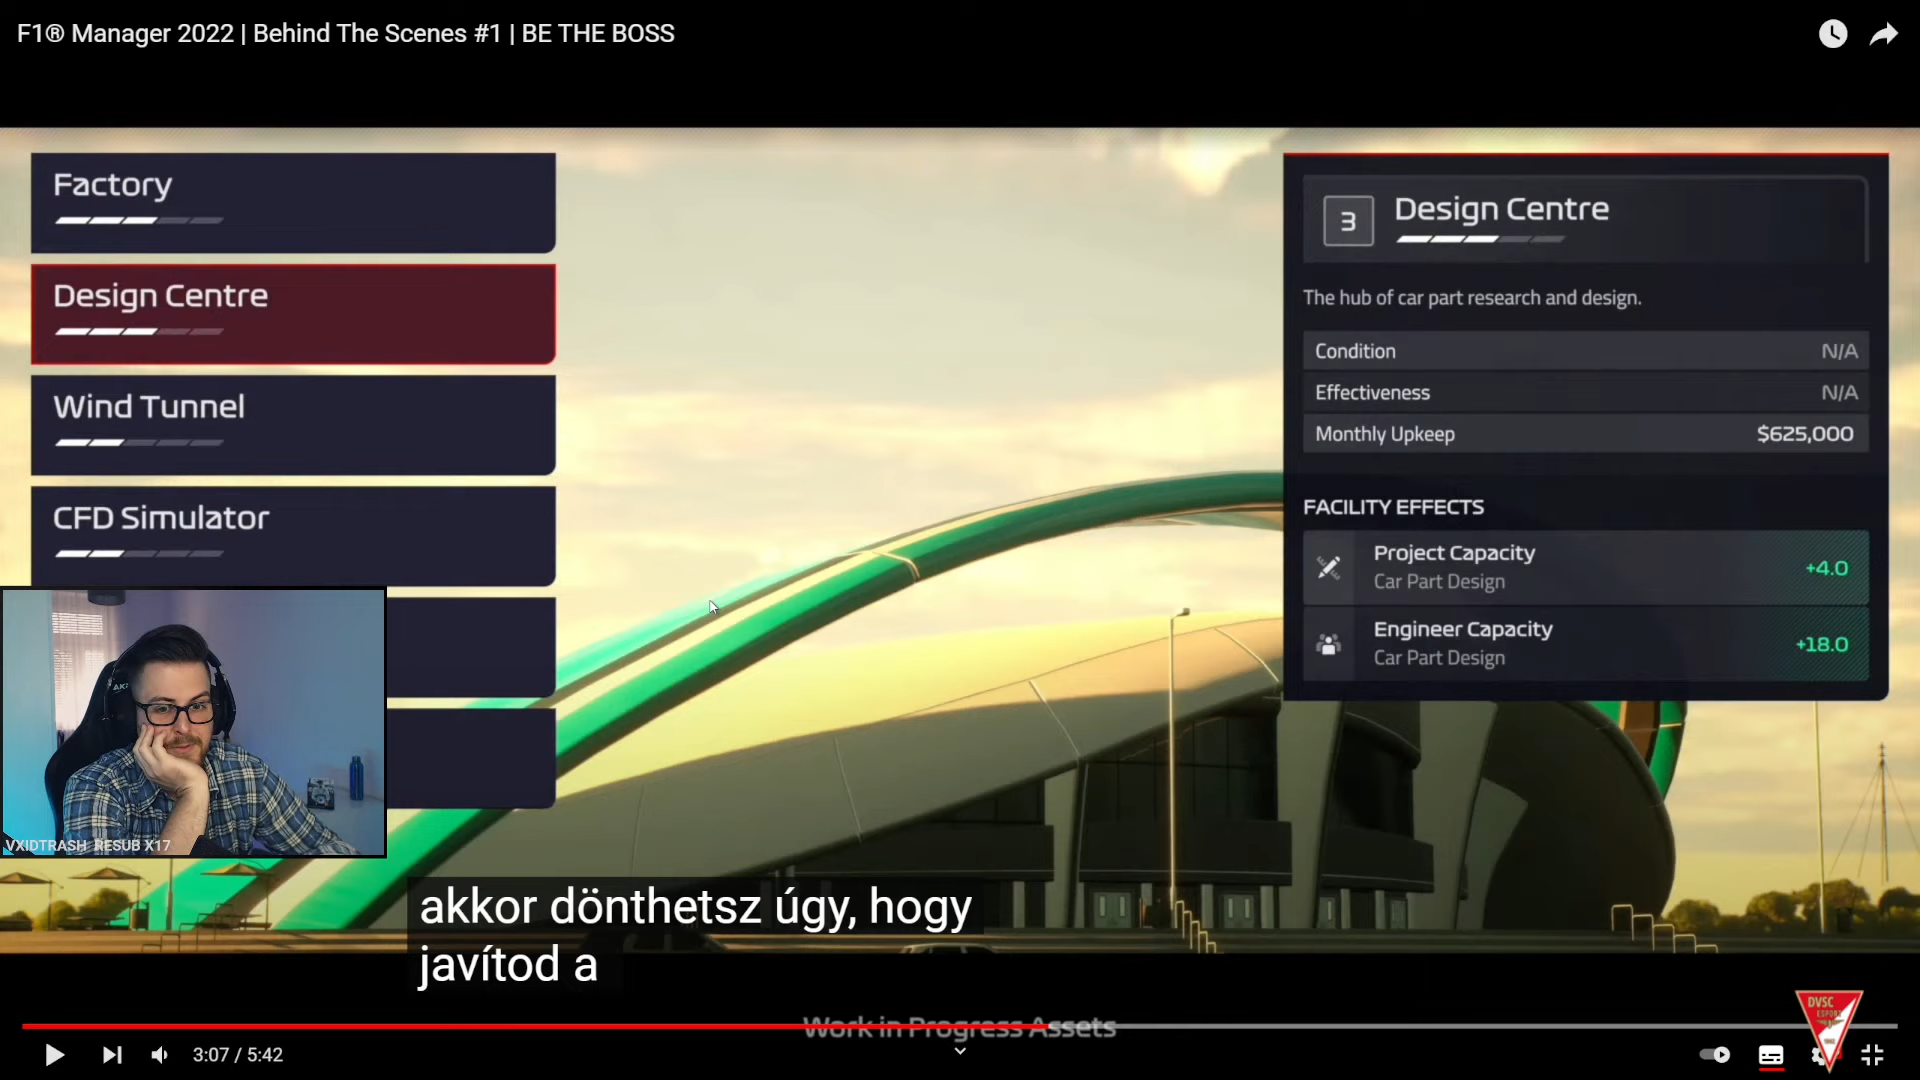 F1® Manager 2022 | Behind The Scenes #1 | BE THE BOSS
Factory
Design Centre
Wind Tunnel
CFD Simulator
3
Design Centre
The hub of car part research and design.
Condition N/A
Effectiveness N/A
Monthly Upkeep $625,000
FACILITY EFFECTS
Project Capacity
Car Part Design
+4.0
Engineer Capacity
Car Part Design
+18.0
VXIDTRASH RESUB X17
akkor dönthetsz úgy, hogy
javítod a
Work in Progress Assets
3:07 / 5:42
DVSC
ESPORT